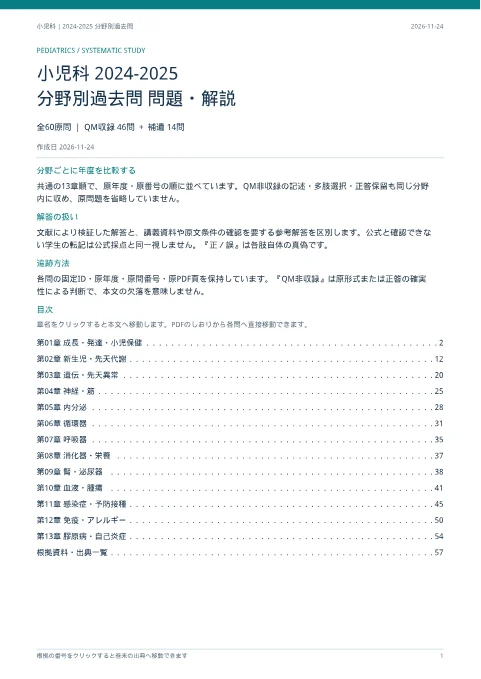 小児科 | 2024-2025 分野別過去問
2026-11-24
PEDIATRICS / SYSTEMATIC STUDY
小児科 2024-2025
分野別過去問 問題・解説
全60原問 | QM収録 46問 + 補遺 14問
作成日 2026-11-24
分野ごとに年度を比較する
共通の13章順で、原年度・原番号の順に並べています。QM非収録の記述・多肢選択・正答保留も同じ分野
内に収め、原問題を省略していません。
解答の扱い
文献により検証した解答と、講義資料や原文条件の確認を要する参考解答を区別します。公式と確認できな
い学生の転記は公式採点と同一視しません。『正 / 誤』は各肢自体の真偽です。
追跡方法
各問の固定ID・原年度・原問番号・原PDF頁を保持しています。『QM非収録』は原形式または正答の確実
性による判断で、本文の欠落を意味しません。
目次
章名をクリックすると本文へ移動します。PDFのしおりから各問へ直接移動できます。
第01章 成長・発達・小児保健 2
第02章 新生児・先天代謝 12
第03章 遺伝・先天異常 20
第04章 神経・筋 25
第05章 内分泌 28
第06章 循環器 31
第07章 呼吸器 35
第08章 消化器・栄養 37
第09章 腎・泌尿器 38
第10章 血液・腫瘍 41
第11章 感染症・予防接種 45
第12章 免疫・アレルギー 50
第13章 膠原病・自己炎症 54
根拠資料・出典一覧 57
根拠の番号をクリックすると巻末の出典へ移動できます
1